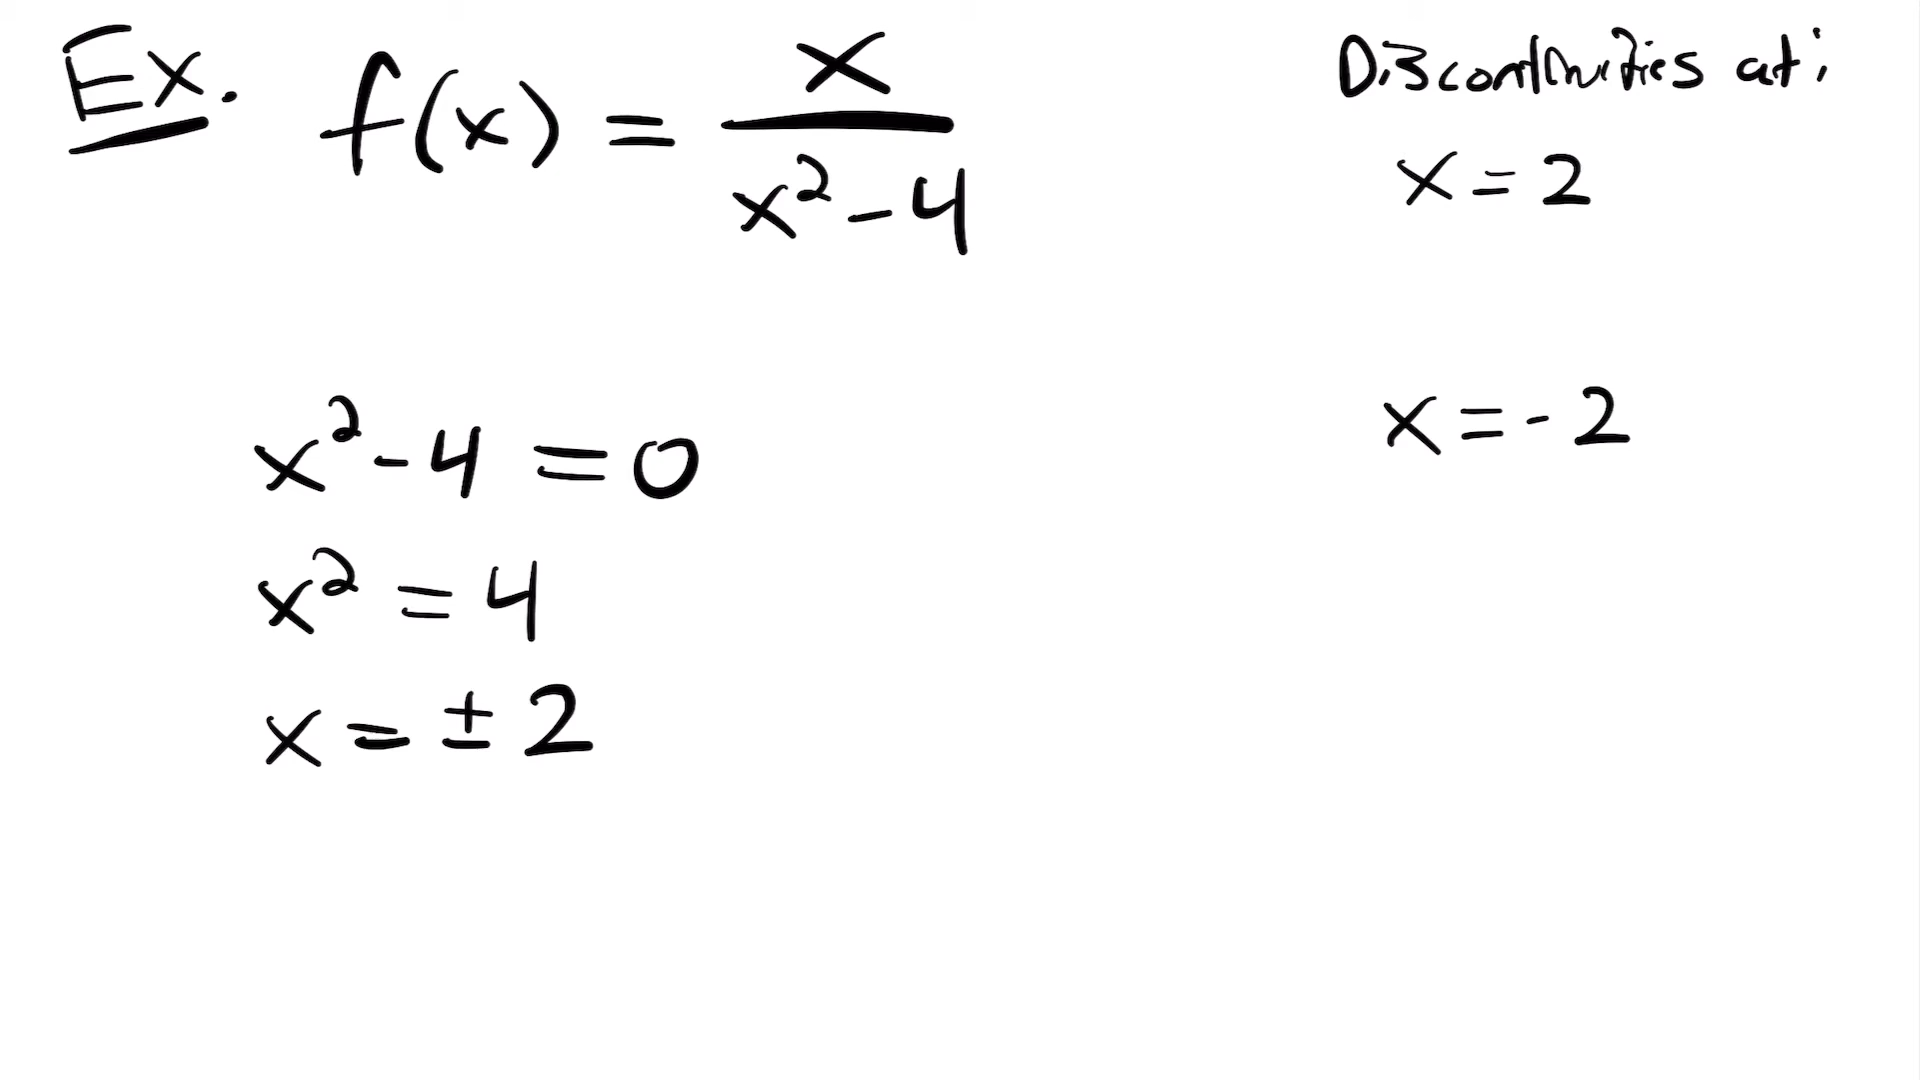 Ex. f(x) = x / (x² - 4)
x² - 4 = 0
x² = 4
x = ± 2
Discontinuities at:
x = 2
x = - 2